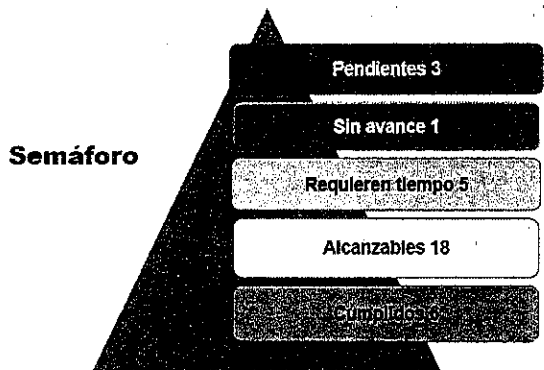 Pendientes 3
Sin avance 1
Semáforo
Requieren tiempo 5
Alcanzables 18
Cumplidos